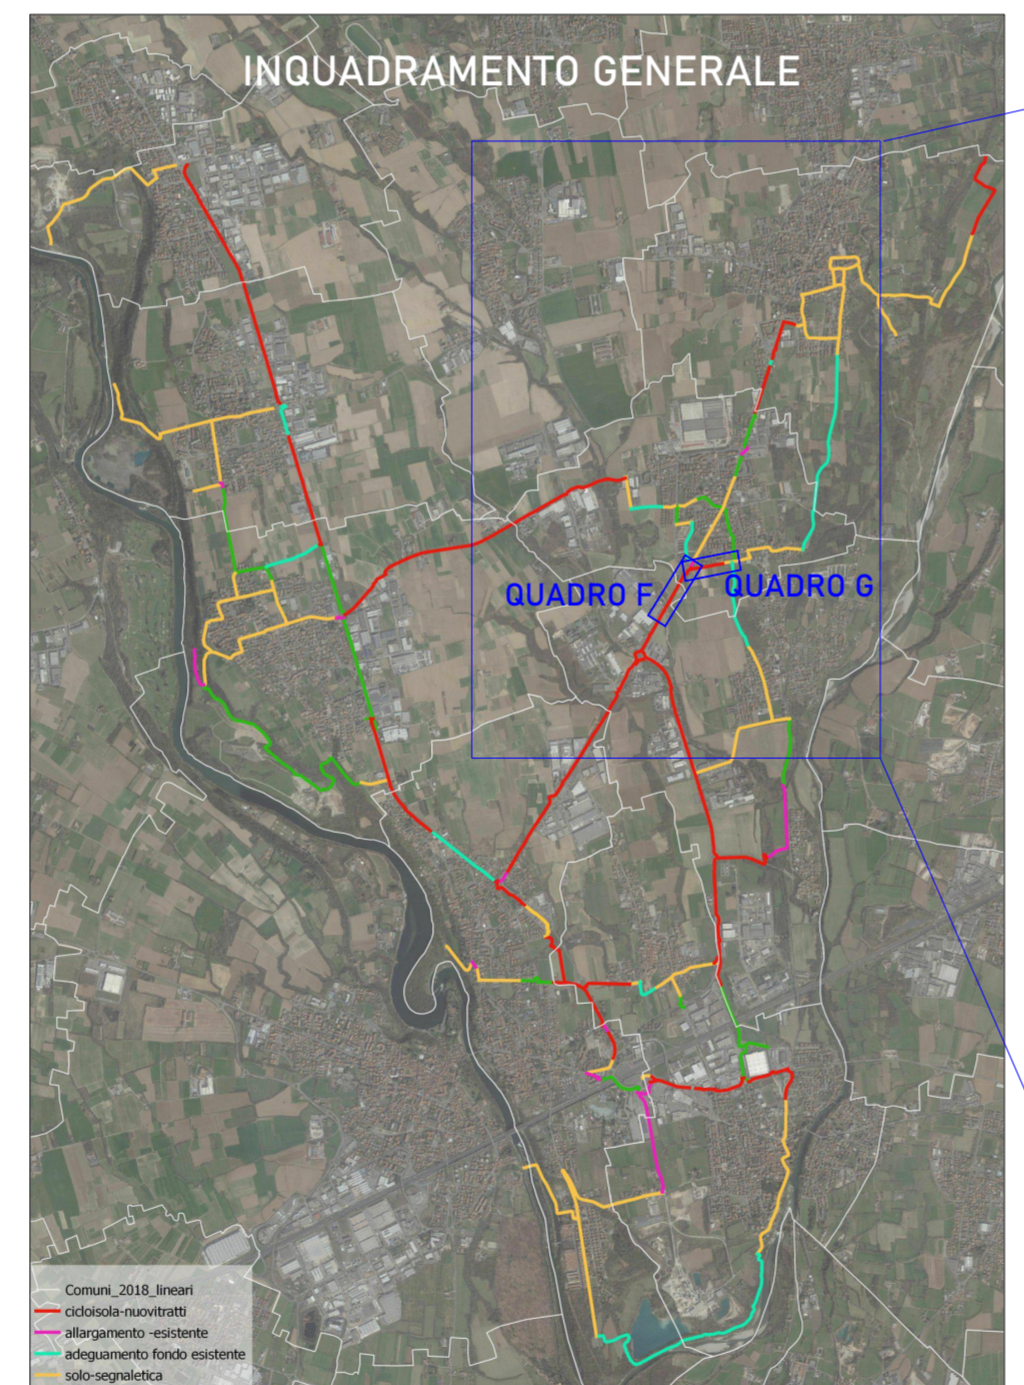 INQUADRAMENTO GENERALE
QUADRO F
QUADRO G
Comuni_2018_lineari
cicloisola-nuovitratti
allargamento -esistente
adeguamento fondo esistente
solo-segnaletica